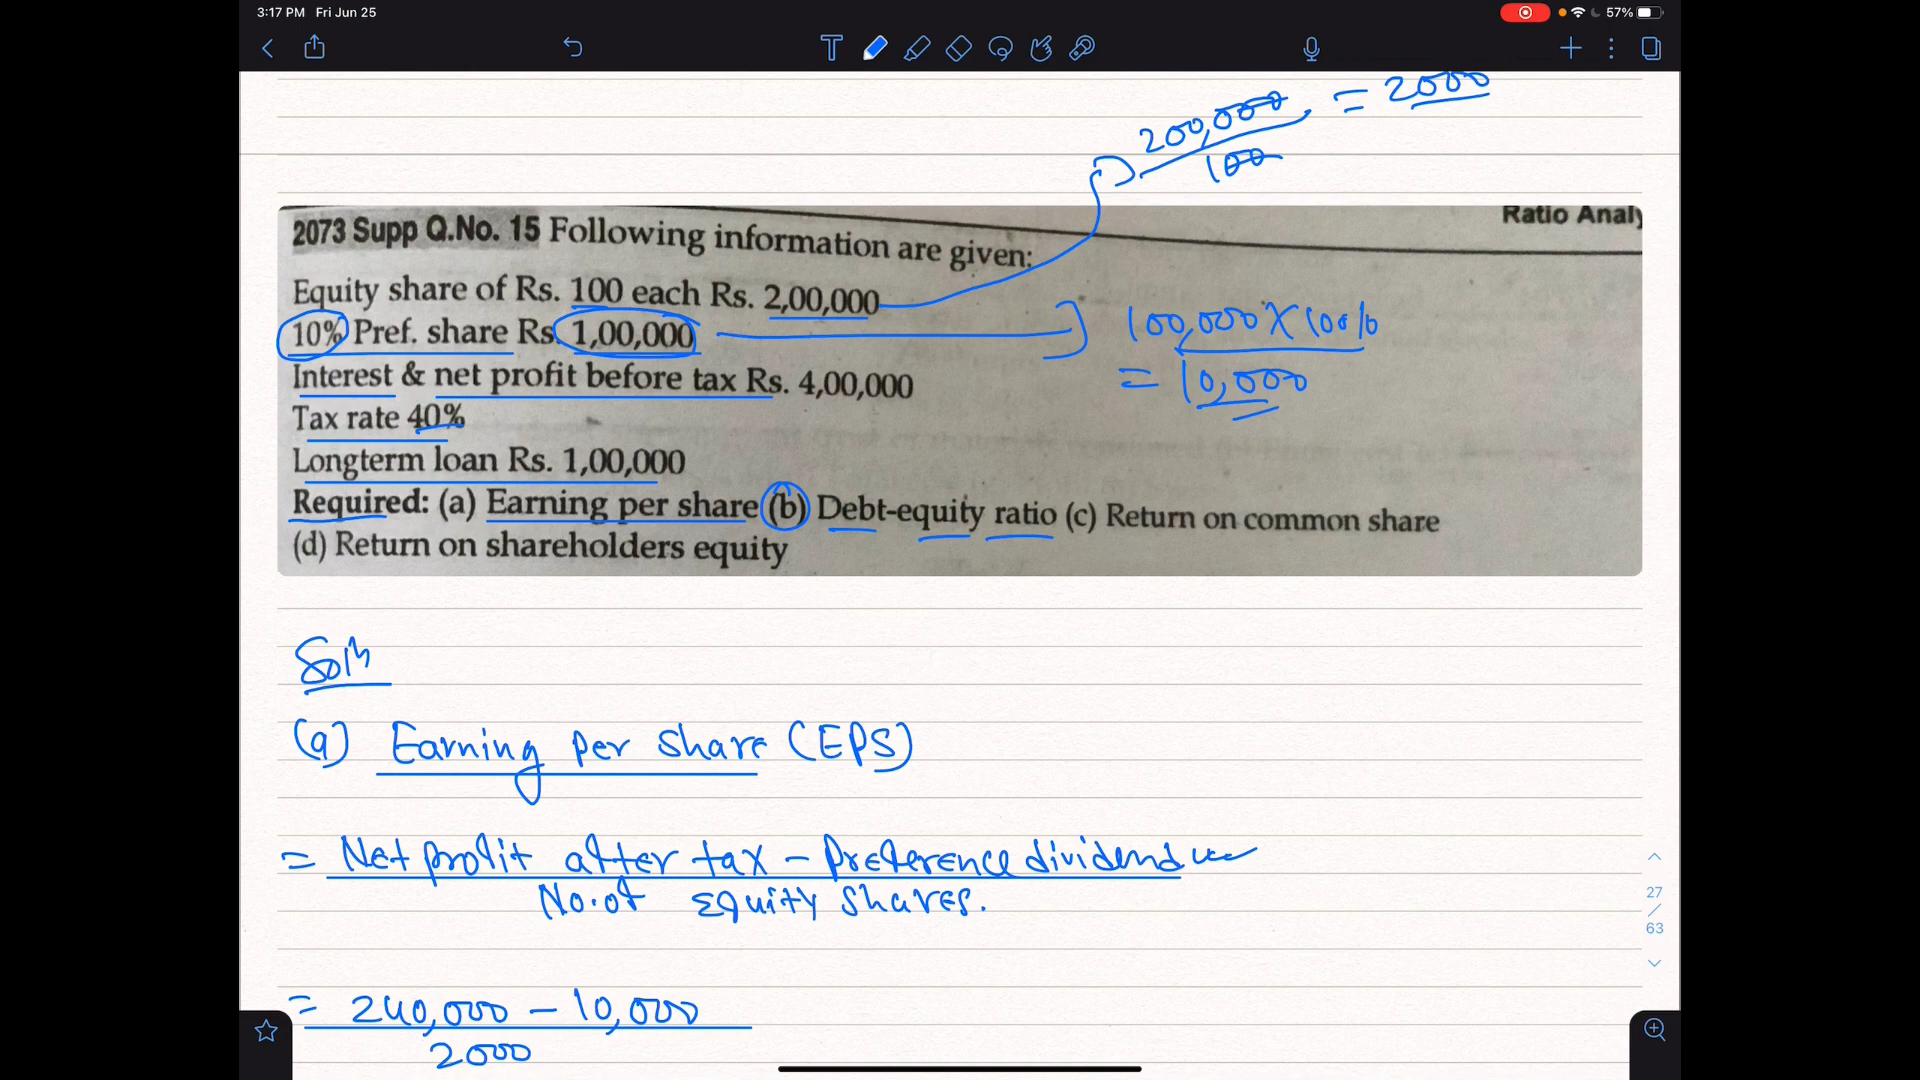 3:17 PM Fri Jun 25
57%
200,000 = 2000
100
Ratio Analy
2073 Supp Q.No. 15 Following information are given:
Equity share of Rs. 100 each Rs. 2,00,000
10% Pref. share Rs. 1,00,000
100,000 X 10%
Interest & net profit before tax Rs. 4,00,000
= 10,000
Tax rate 40%
Longterm loan Rs. 1,00,000
Required: (a) Earning per share (b) Debt-equity ratio (c) Return on common share
(d) Return on shareholders equity
Soln
(a) Earning per share (EPS)
= Net profit after tax - Preference dividend
No. of equity shares.
27
63
= 240,000 - 10,000
2000